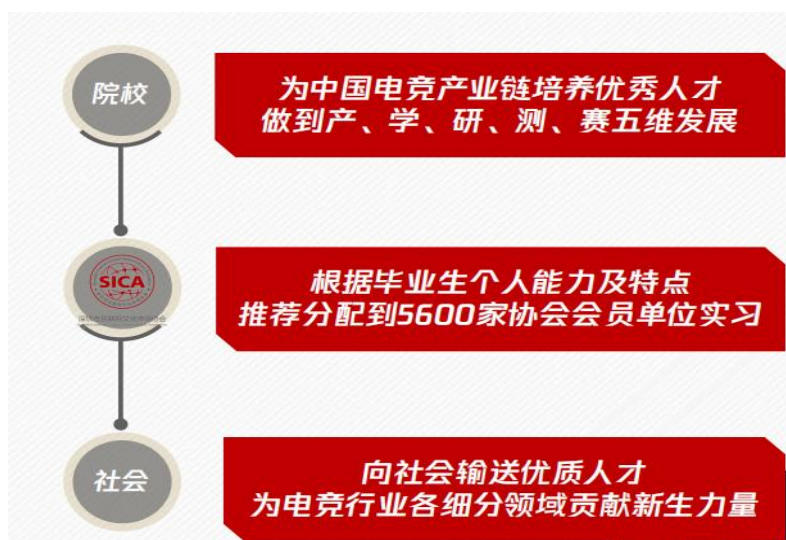 院校
为中国电竞产业链培养优秀人才
做到产、学、研、测、赛五维发展
SICA
根据毕业生个人能力及特点
推荐分配到5600家协会会员单位实习
社会
向社会输送优质人才
为电竞行业各细分领域贡献新生力量